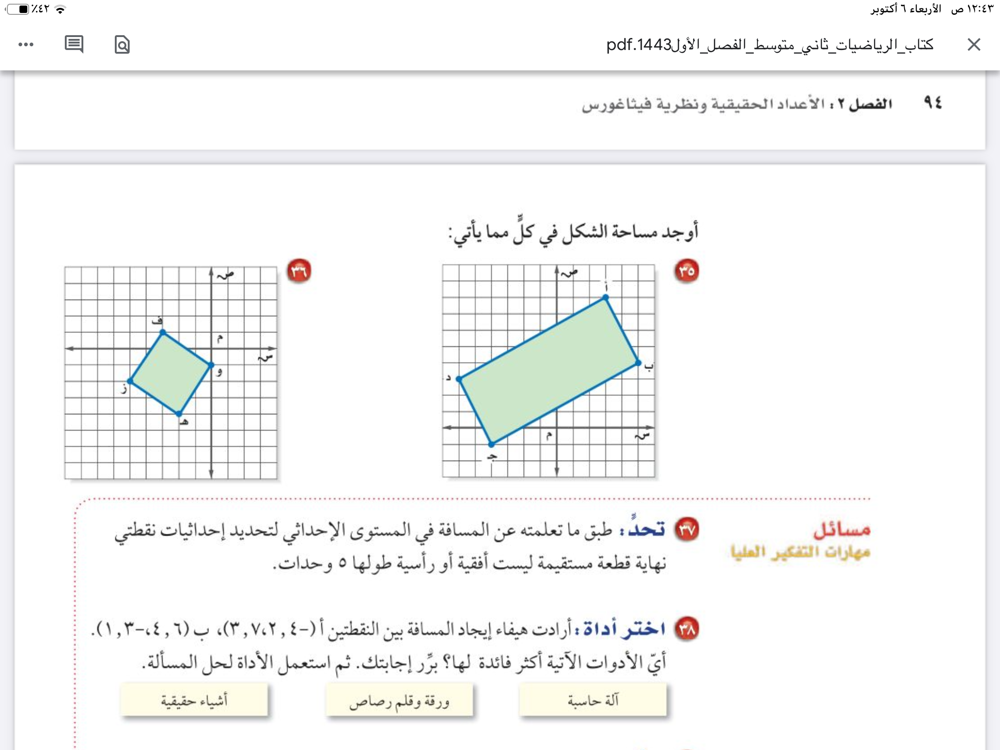 ١٢:٤٣ ص الأربعاء ٦ أكتوبر
٪٤٢
كتاب_الرياضيات_ثاني_متوسط_الفصل_الأول1443.pdf
٩٤ الفصل ٢ : الأعداد الحقيقية ونظرية فيثاغورس
أوجد مساحة الشكل في كلٍّ مما يأتي:
٣٥
ص
أ
ب
د
س
م
جـ
٣٦
ص
ف
م
س
و
ز
هـ
مسائل
مهارات التفكير العليا
٣٧ تحدٍّ : طبق ما تعلمته عن المسافة في المستوى الإحداثي لتحديد إحداثيات نقطتي
نهاية قطعة مستقيمة ليست أفقية أو رأسية طولها ٥ وحدات.
٣٨ اختر أداة : أرادت هيفاء إيجاد المسافة بين النقطتين أ (-٤ , ٢، ٧ , ٣)، ب (٦ , ٤، -٣ , ١).
أيّ الأدوات الآتية أكثر فائدة لها؟ برِّر إجابتك. ثم استعمل الأداة لحل المسألة.
آلة حاسبة
ورقة وقلم رصاص
أشياء حقيقية